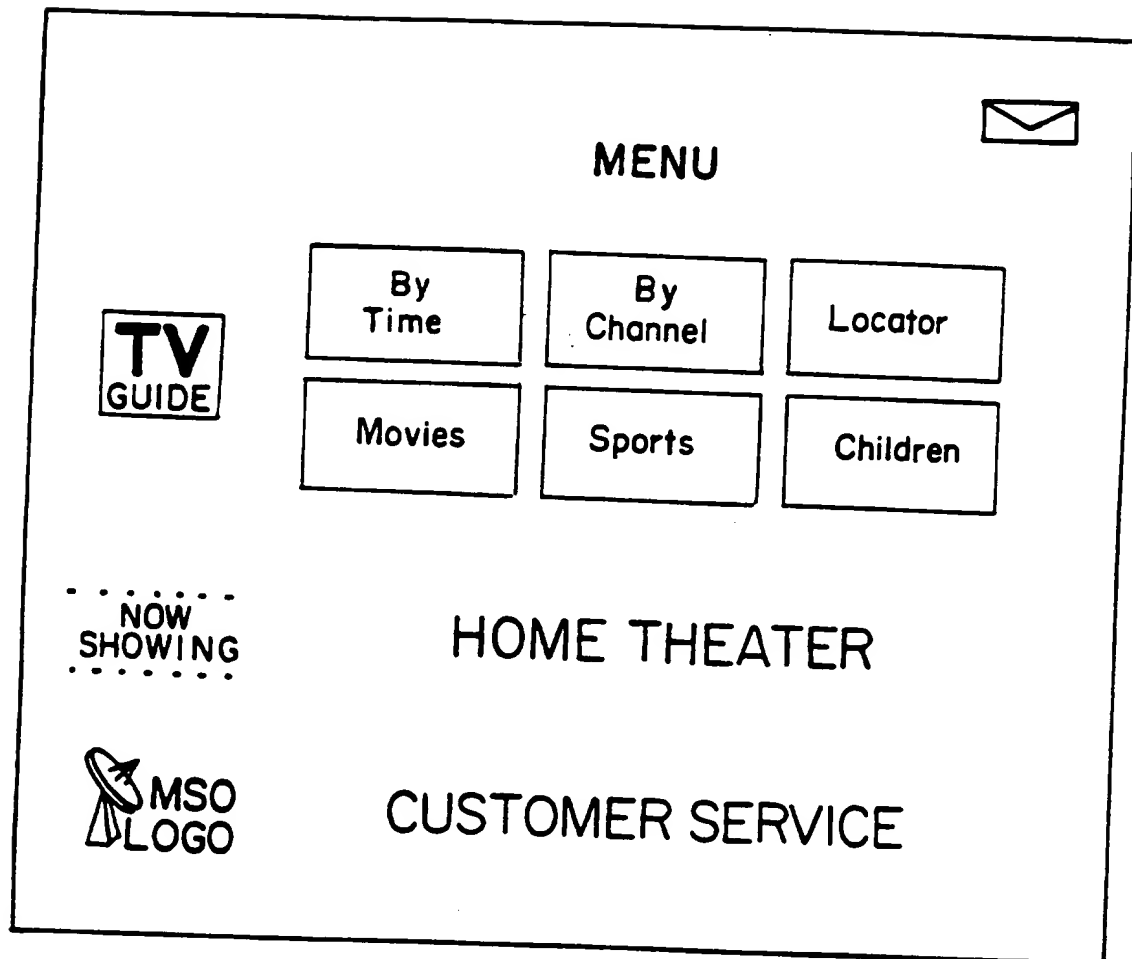 MENU
By
Time
By
Channel
Locator
TV
GUIDE
Movies
Sports
Children
NOW
SHOWING
HOME THEATER
MSO
LOGO
CUSTOMER SERVICE